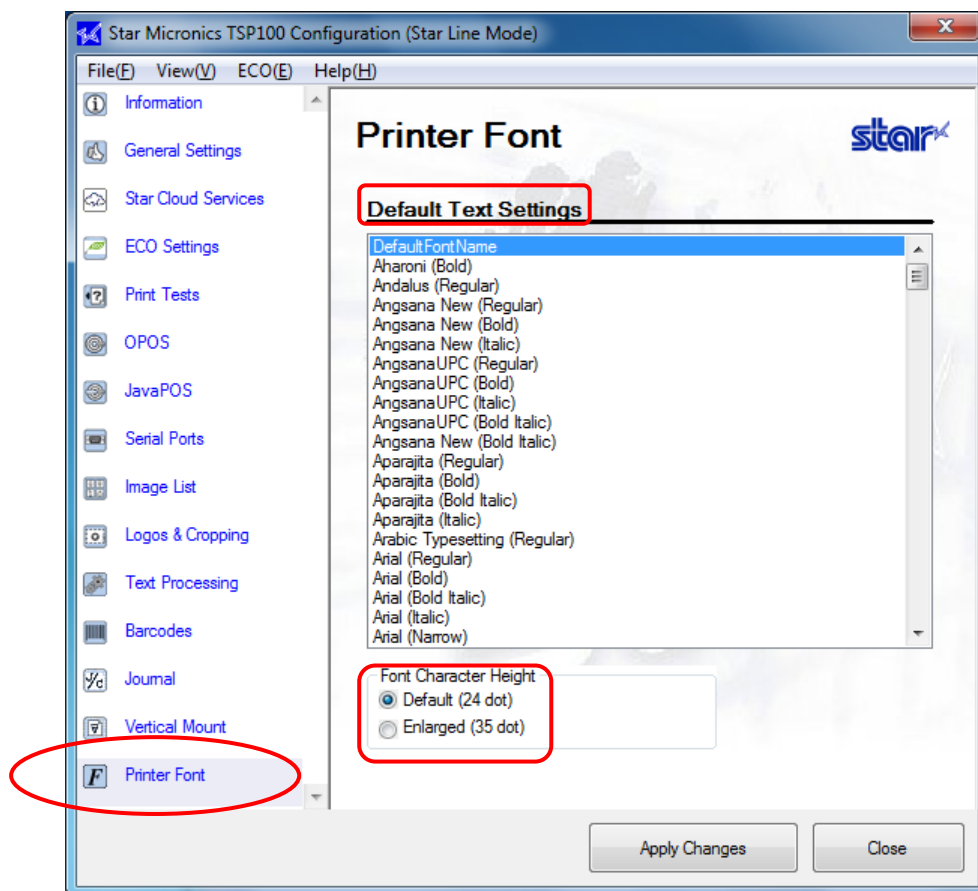 Star Micronics TSP100 Configuration (Star Line Mode)
File(F) View(V) ECO(E) Help(H)
Information
General Settings
Star Cloud Services
ECO Settings
Print Tests
OPOS
JavaPOS
Serial Ports
Image List
Logos & Cropping
Text Processing
Barcodes
Journal
Vertical Mount
Printer Font
Printer Font
star
Default Text Settings
DefaultFontName
Aharoni (Bold)
Andalus (Regular)
Angsana New (Regular)
Angsana New (Bold)
Angsana New (Italic)
AngsanaUPC (Regular)
AngsanaUPC (Bold)
AngsanaUPC (Italic)
AngsanaUPC (Bold Italic)
Angsana New (Bold Italic)
Aparajita (Regular)
Aparajita (Bold)
Aparajita (Bold Italic)
Aparajita (Italic)
Arabic Typesetting (Regular)
Arial (Regular)
Arial (Bold)
Arial (Bold Italic)
Arial (Italic)
Arial (Narrow)
Font Character Height
Default (24 dot)
Enlarged (35 dot)
Apply Changes
Close